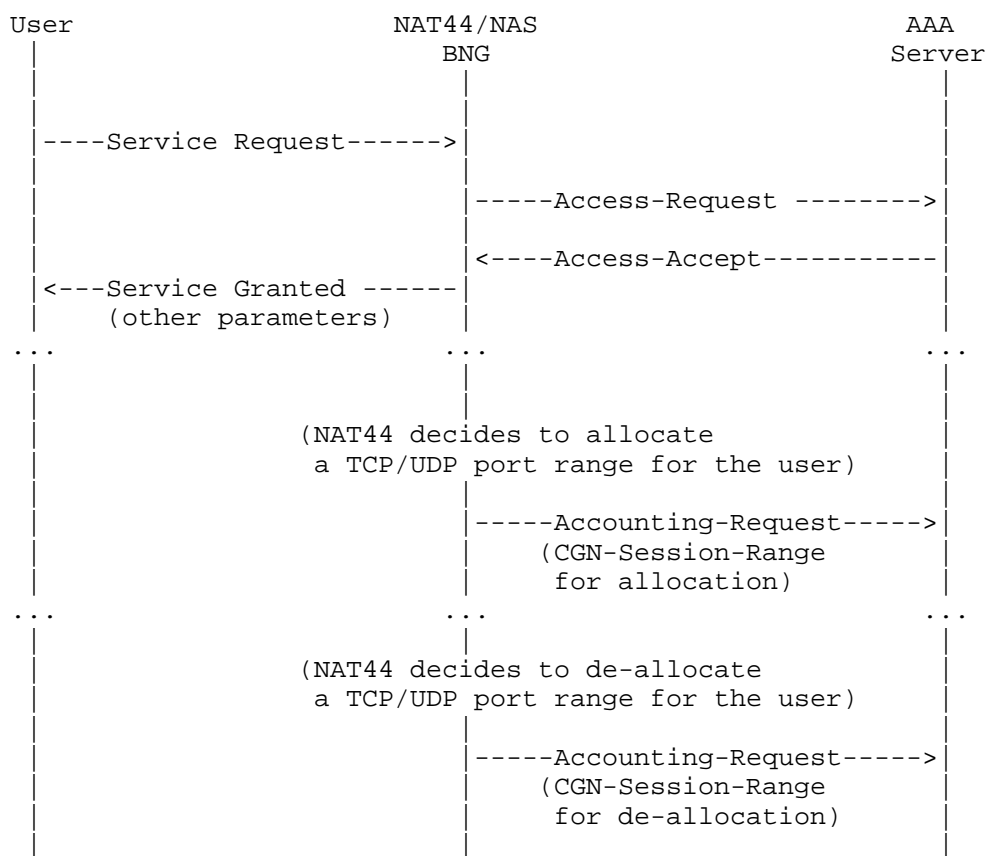 User NAT44/NAS AAA
BNG Server
----Service Request------>
-----Access-Request -------->
<----Access-Accept-----------
<---Service Granted ------
(other parameters)
... ... ...
(NAT44 decides to allocate
a TCP/UDP port range for the user)
-----Accounting-Request----->
(CGN-Session-Range
for allocation)
... ... ...
(NAT44 decides to de-allocate
a TCP/UDP port range for the user)
-----Accounting-Request----->
(CGN-Session-Range
for de-allocation)